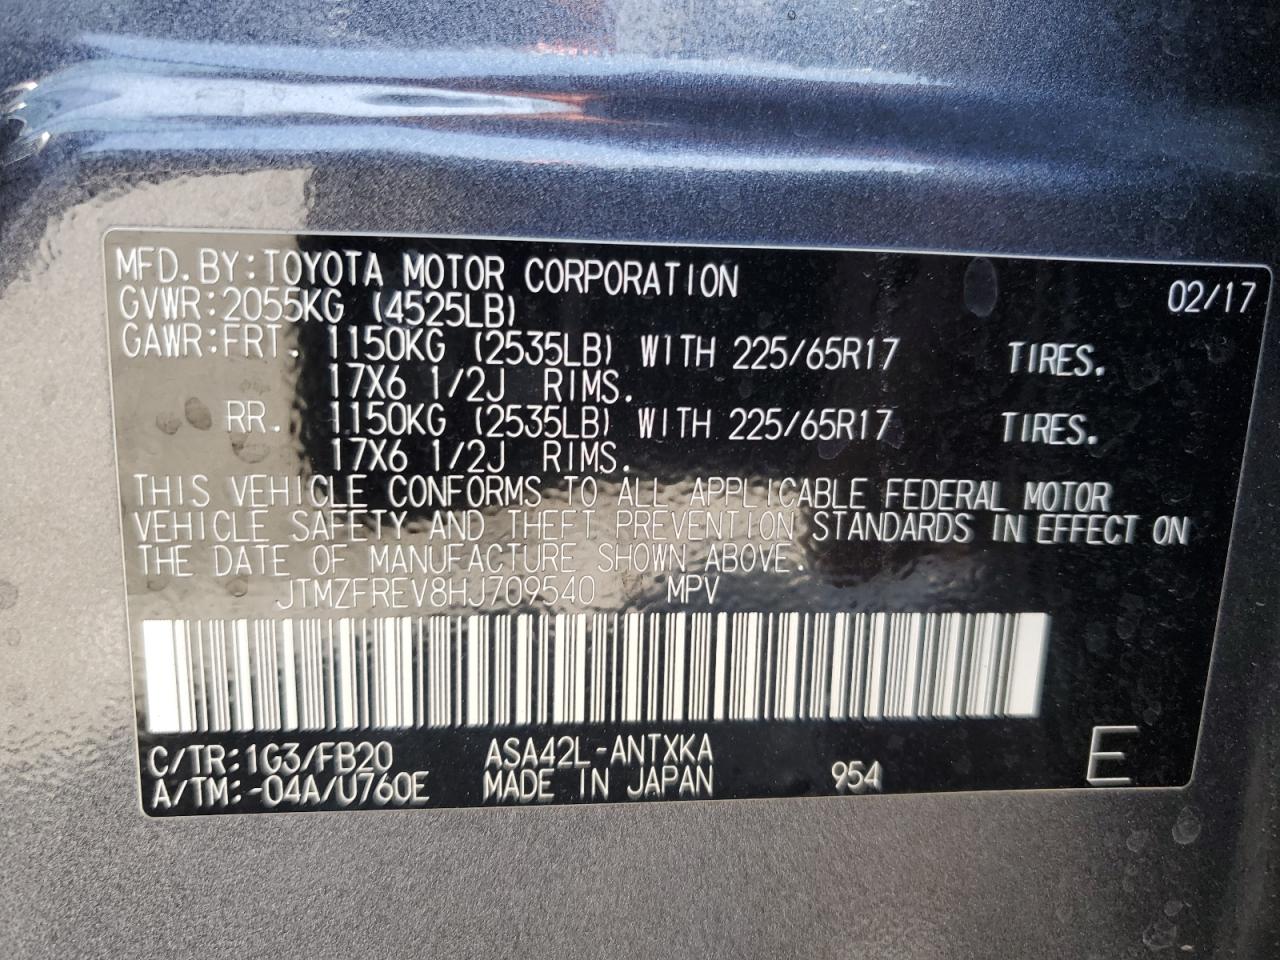 MFD.BY:TOYOTA MOTOR CORPORATION 02/17
GVWR:2055KG (4525LB)
GAWR:FRT. 1150KG (2535LB) WITH 225/65R17 TIRES.
17X6 1/2J RIMS.
RR. 1150KG (2535LB) WITH 225/65R17 TIRES.
17X6 1/2J RIMS.
THIS VEHICLE CONFORMS TO ALL APPLICABLE FEDERAL MOTOR
VEHICLE SAFETY AND THEFT PREVENTION STANDARDS IN EFFECT ON
THE DATE OF MANUFACTURE SHOWN ABOVE.
JTMZFREV8HJ709540 MPV
C/TR:1G3/FB20 ASA42L-ANTXKA
A/TM:-04A/U760E MADE IN JAPAN 954 E